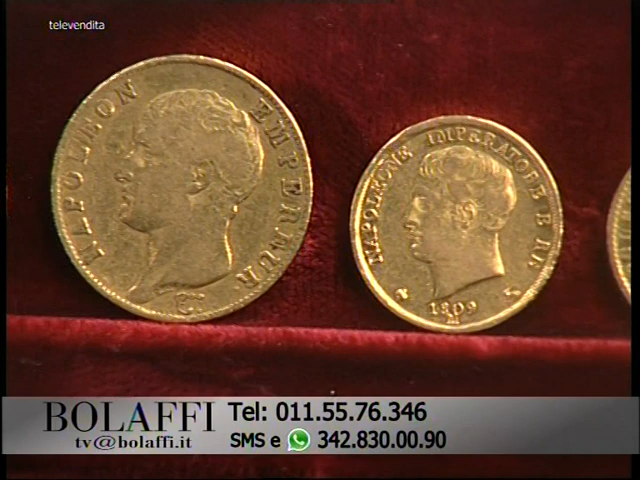 televendita
NAPOLEON EMPEREUR
NAPOLEONE IMPERATORE E RE
1809
M
BOLAFFI
tv@bolaffi.it
Tel: 011.55.76.346
SMS e 342.830.00.90